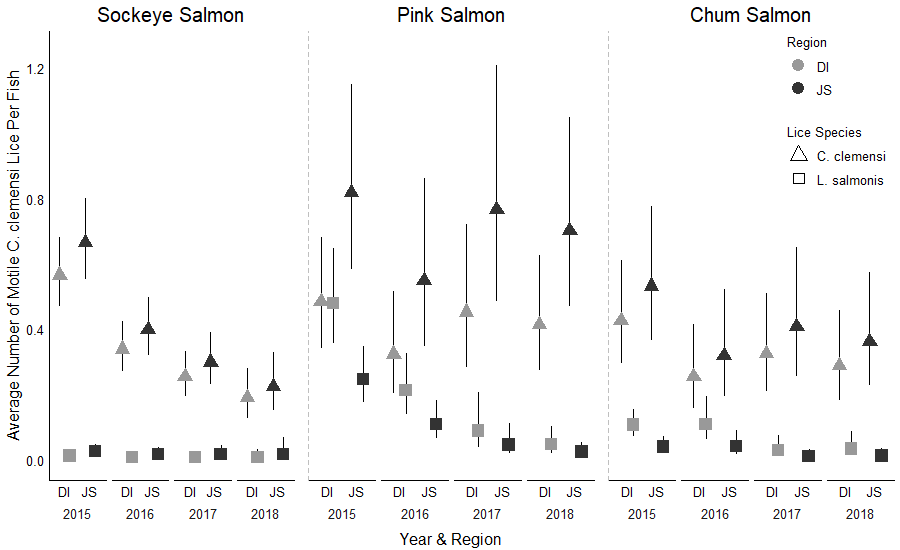 Sockeye Salmon
Pink Salmon
Chum Salmon
Average Number of Motile C. clemensi Lice Per Fish
1.2
0.8
0.4
0.0
Region
DI
JS
Lice Species
C. clemensi
L. salmonis
DI JS DI JS DI JS DI JS DI JS DI JS DI JS DI JS DI JS DI JS DI JS DI JS
2015 2016 2017 2018 2015 2016 2017 2018 2015 2016 2017 2018
Year & Region